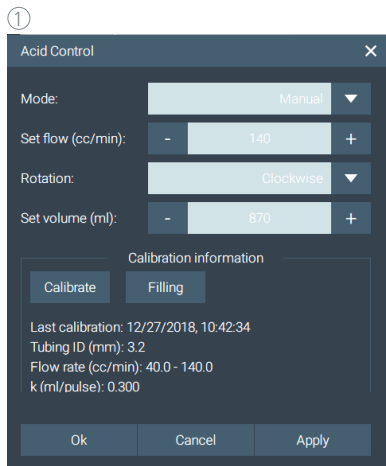 ①
Acid Control ×
Mode: Manual
Set flow (cc/min): - 140 +
Rotation: Clockwise
Set volume (ml): - 870 +
Calibration information
Calibrate Filling
Last calibration: 12/27/2018, 10:42:34
Tubing ID (mm): 3.2
Flow rate (cc/min): 40.0 - 140.0
k (ml/pulse): 0.300
Ok Cancel Apply